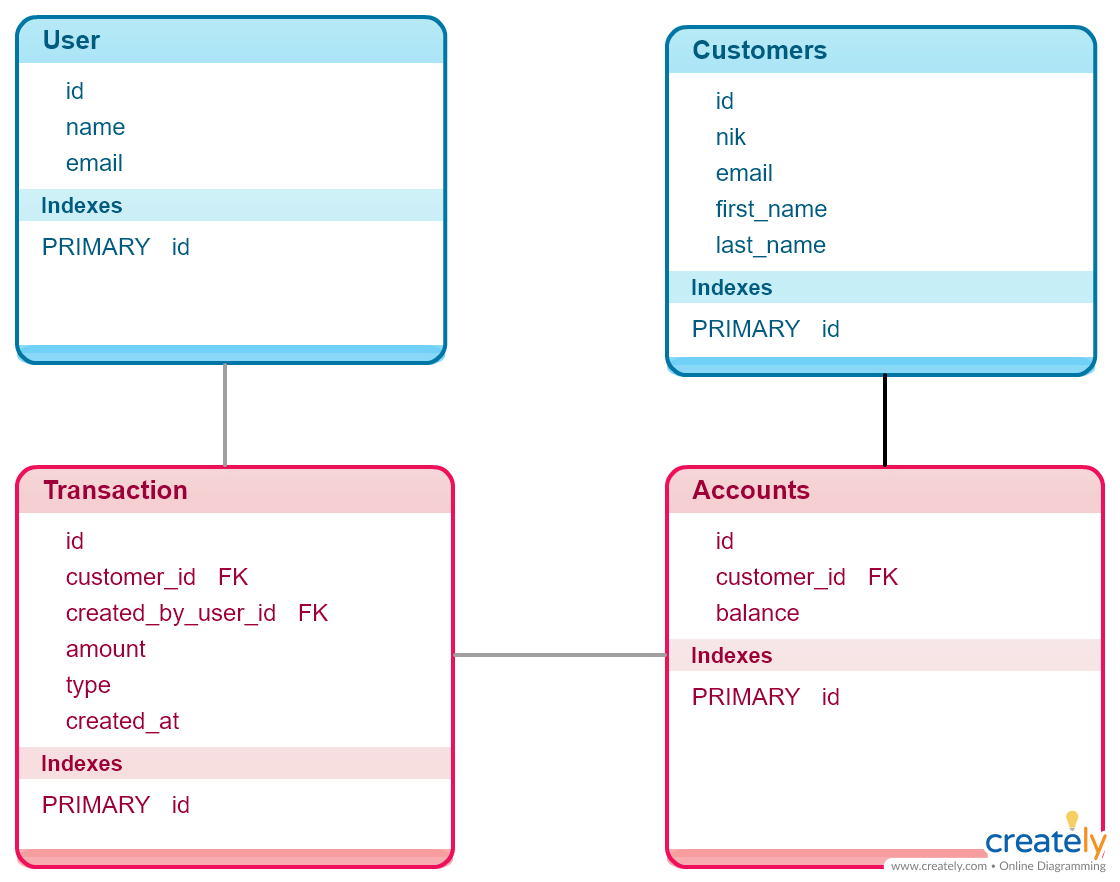 User
id
name
email
Indexes
PRIMARY id
Customers
id
nik
email
first_name
last_name
Indexes
PRIMARY id
Transaction
id
customer_id FK
created_by_user_id FK
amount
type
created_at
Indexes
PRIMARY id
Accounts
id
customer_id FK
balance
Indexes
PRIMARY id
creately
www.creately.com • Online Diagramming